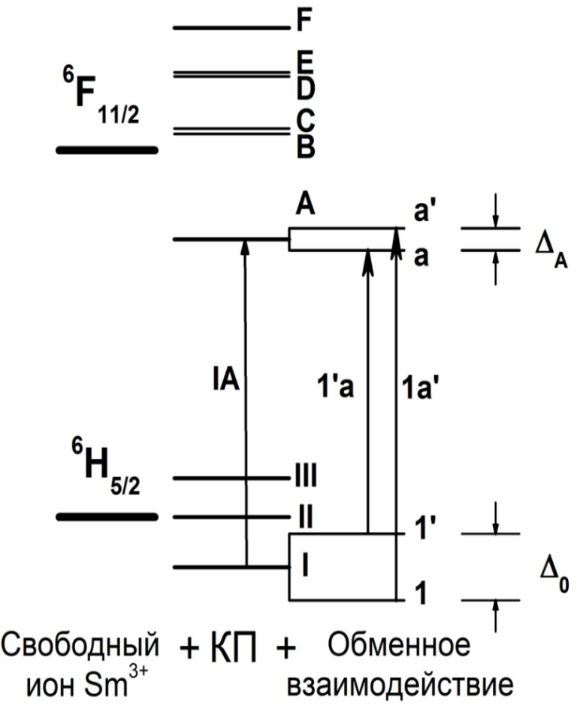 F
E
D
⁶F₁₁/₂
C
B
A
a'
a
Δ_A
IA
1'a
1a'
⁶H₅/₂
III
II
1'
I
1
Δ₀
Свободный + КП + Обменное
ион Sm³⁺ взаимодействие